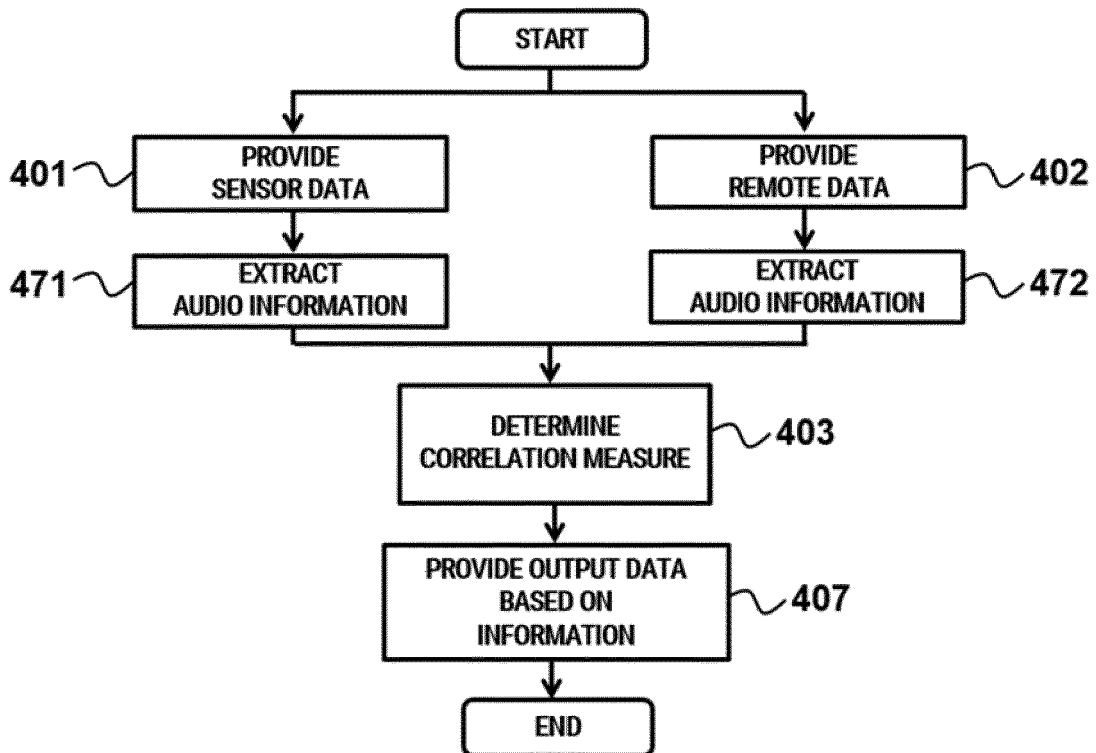 START
401
PROVIDE
SENSOR DATA
PROVIDE
REMOTE DATA
402
471
EXTRACT
AUDIO INFORMATION
EXTRACT
AUDIO INFORMATION
472
DETERMINE
CORRELATION MEASURE
403
PROVIDE OUTPUT DATA
BASED ON
INFORMATION
407
END